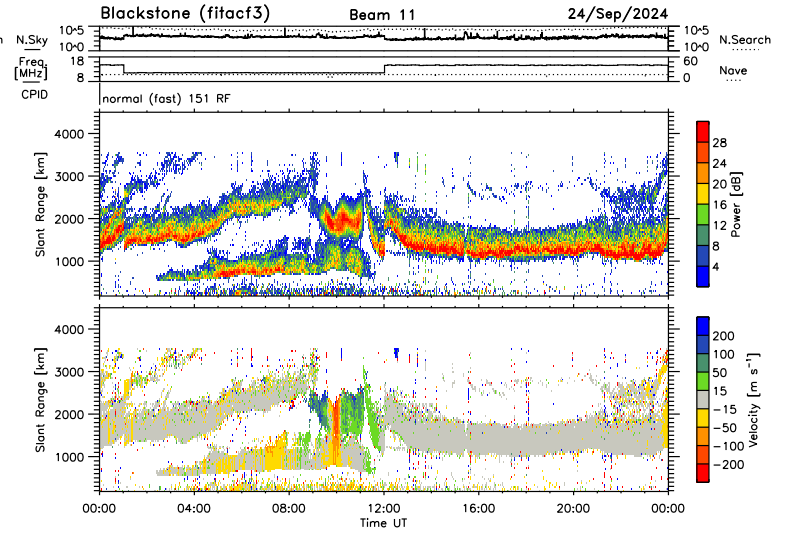 Blackstone (fitacf3)
Beam 11
24/Sep/2024
n
N.Sky
10^5
10^0
10^5
10^0
N.Search
Freq.
[MHz]
18
8
60
0
Nave
CPID
normal (fast) 151 RF
Slant Range [km]
4000
3000
2000
1000
28
24
20
16
12
8
4
Power [dB]
Slant Range [km]
4000
3000
2000
1000
200
100
50
15
-15
-50
-100
-200
Velocity [m s⁻¹]
00:00 04:00 08:00 12:00 16:00 20:00 00:00
Time UT